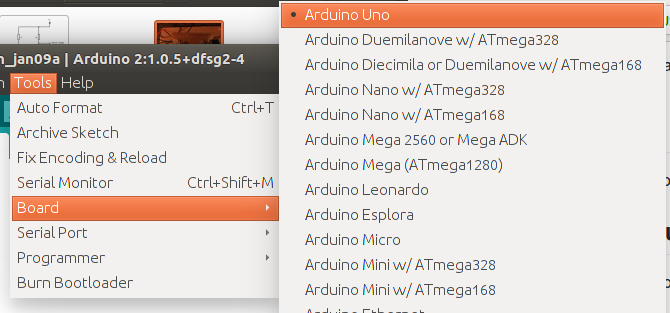 n_jan09a | Arduino 2:1.0.5+dfsg2-4
Tools Help
Auto Format Ctrl+T
Archive Sketch
Fix Encoding & Reload
Serial Monitor Ctrl+Shift+M
Board
Serial Port
Programmer
Burn Bootloader
Arduino Uno
Arduino Duemilanove w/ ATmega328
Arduino Diecimila or Duemilanove w/ ATmega168
Arduino Nano w/ ATmega328
Arduino Nano w/ ATmega168
Arduino Mega 2560 or Mega ADK
Arduino Mega (ATmega1280)
Arduino Leonardo
Arduino Esplora
Arduino Micro
Arduino Mini w/ ATmega328
Arduino Mini w/ ATmega168
Arduino Ethernet